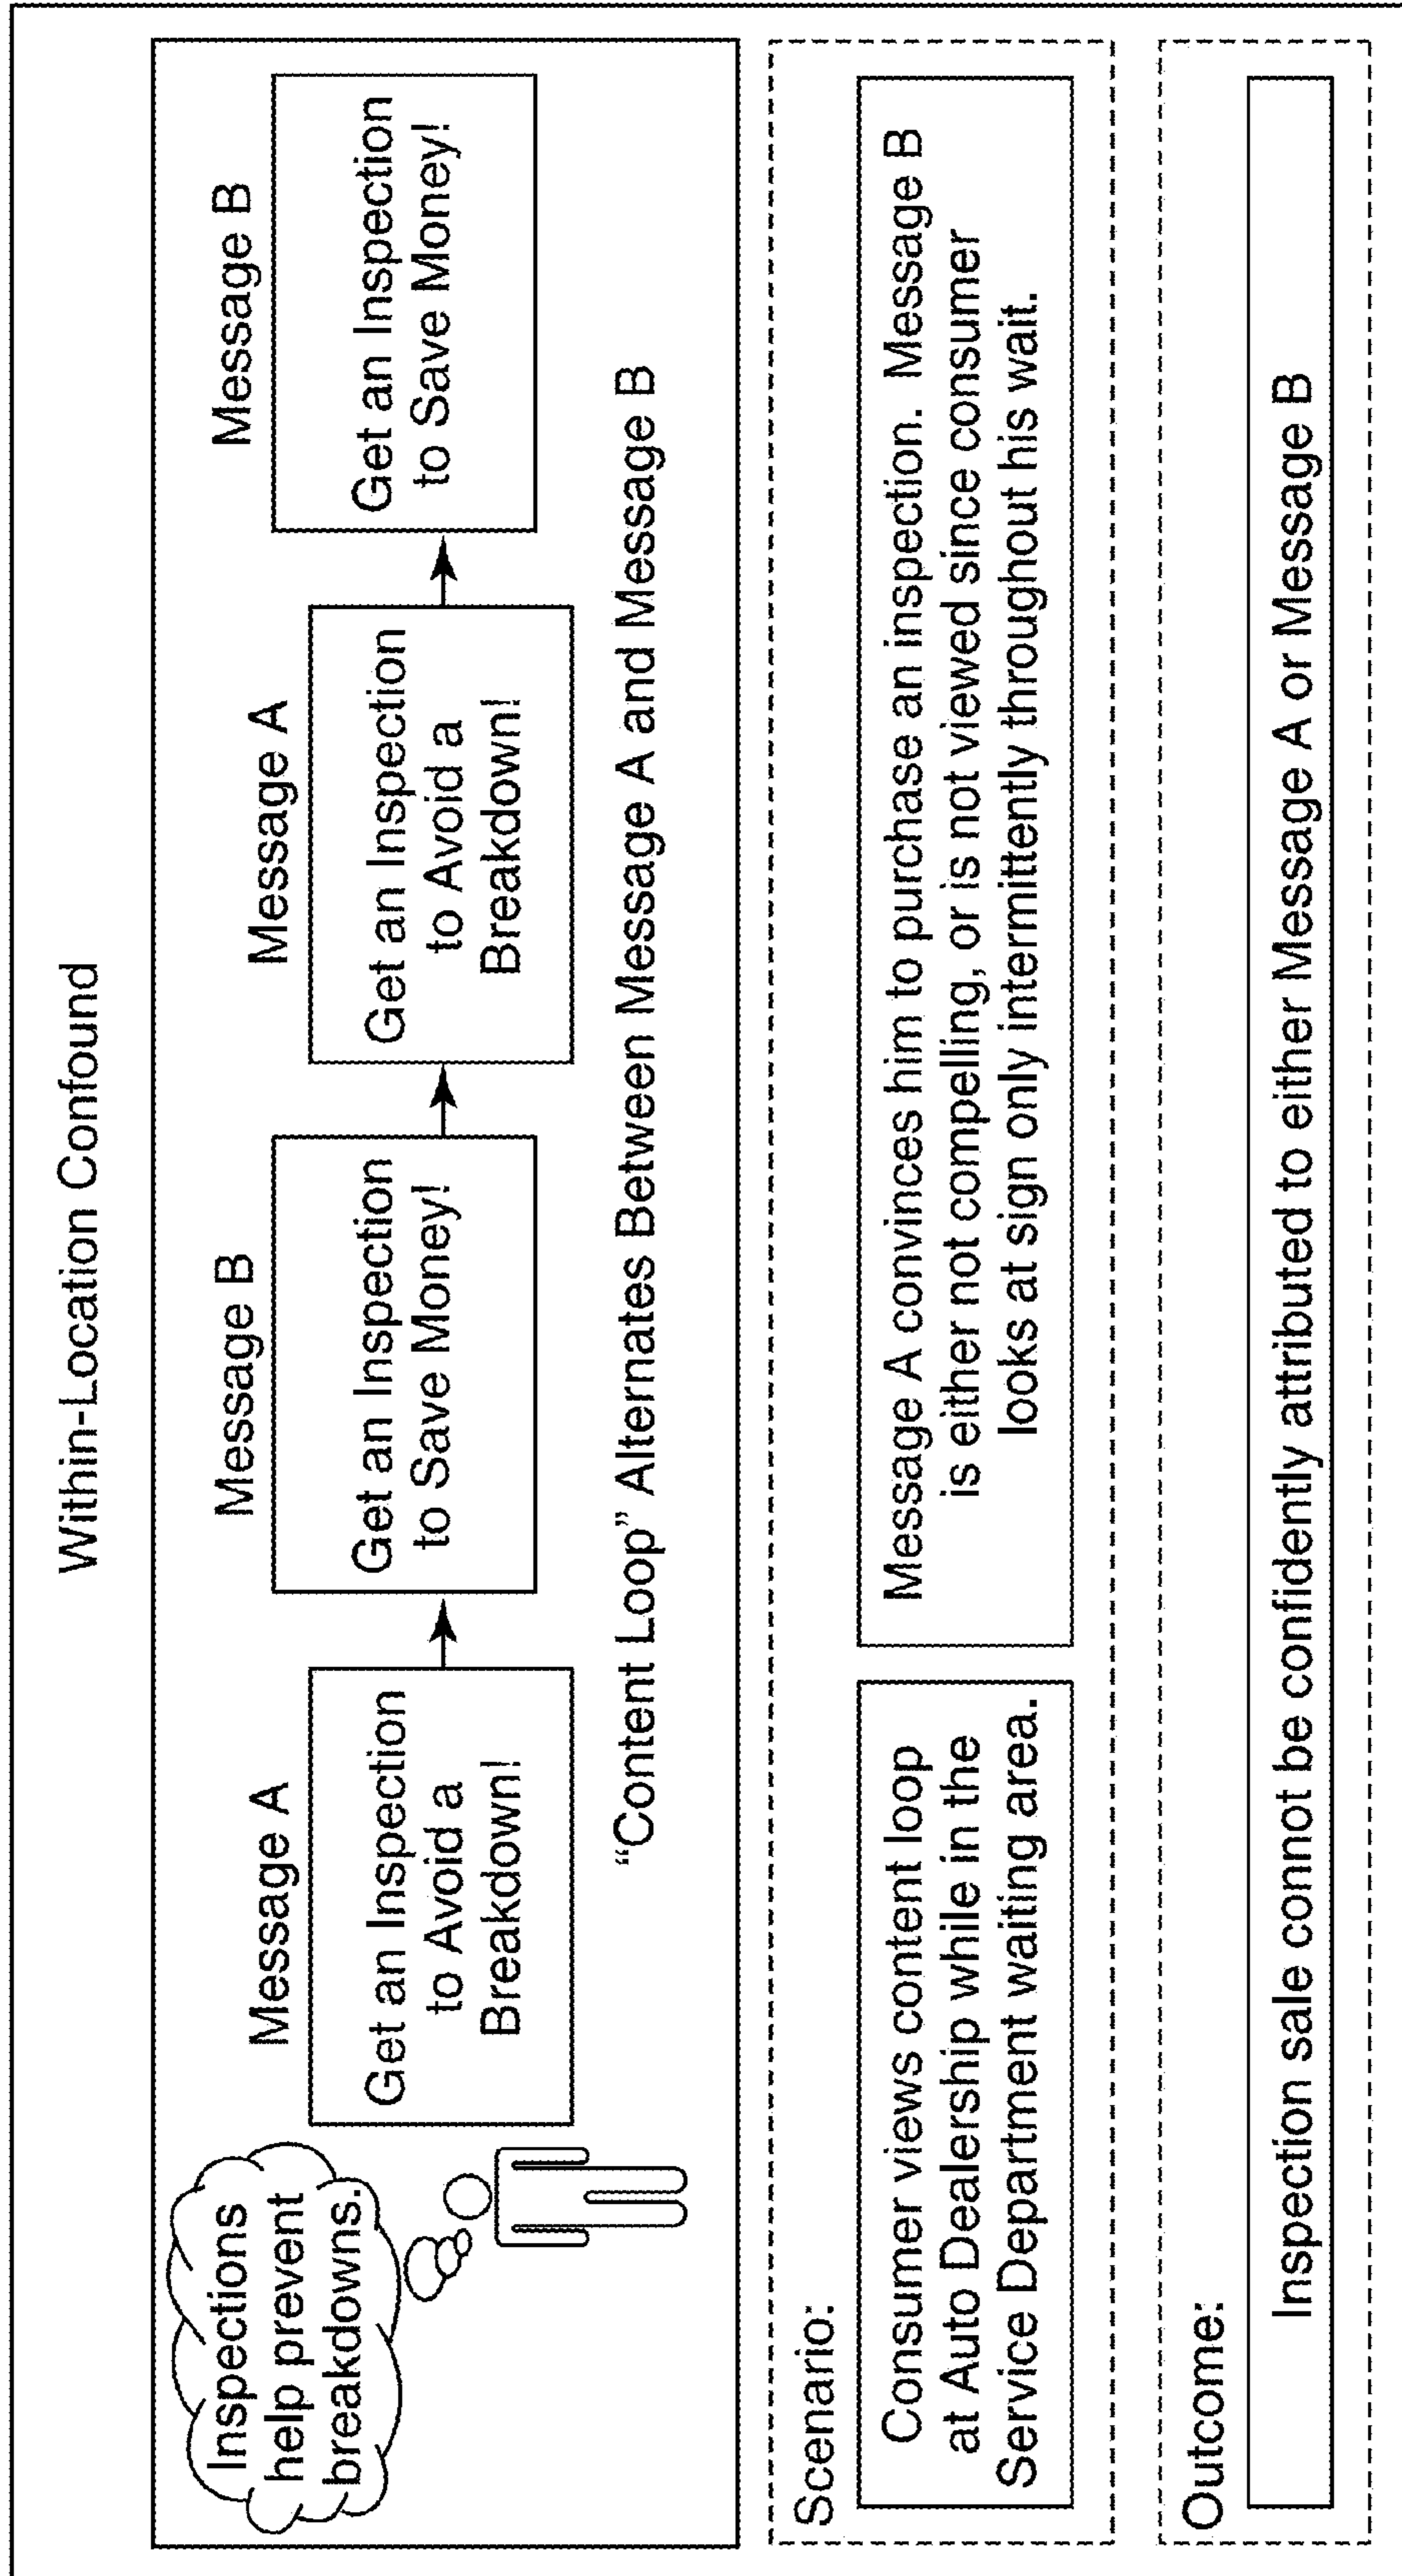 Within-Location Confound
Inspections
help prevent
breakdowns.
Message A
Get an Inspection
to Avoid a
Breakdown!
Message B
Get an Inspection
to Save Money!
Message A
Get an Inspection
to Avoid a
Breakdown!
Message B
Get an Inspection
to Save Money!
“Content Loop” Alternates Between Message A and Message B
Scenario:
Consumer views content loop
at Auto Dealership while in the
Service Department waiting area.
Message A convinces him to purchase an inspection. Message B
is either not compelling, or is not viewed since consumer
looks at sign only intermittently throughout his wait.
Outcome:
Inspection sale connot be confidently attributed to either Message A or Message B